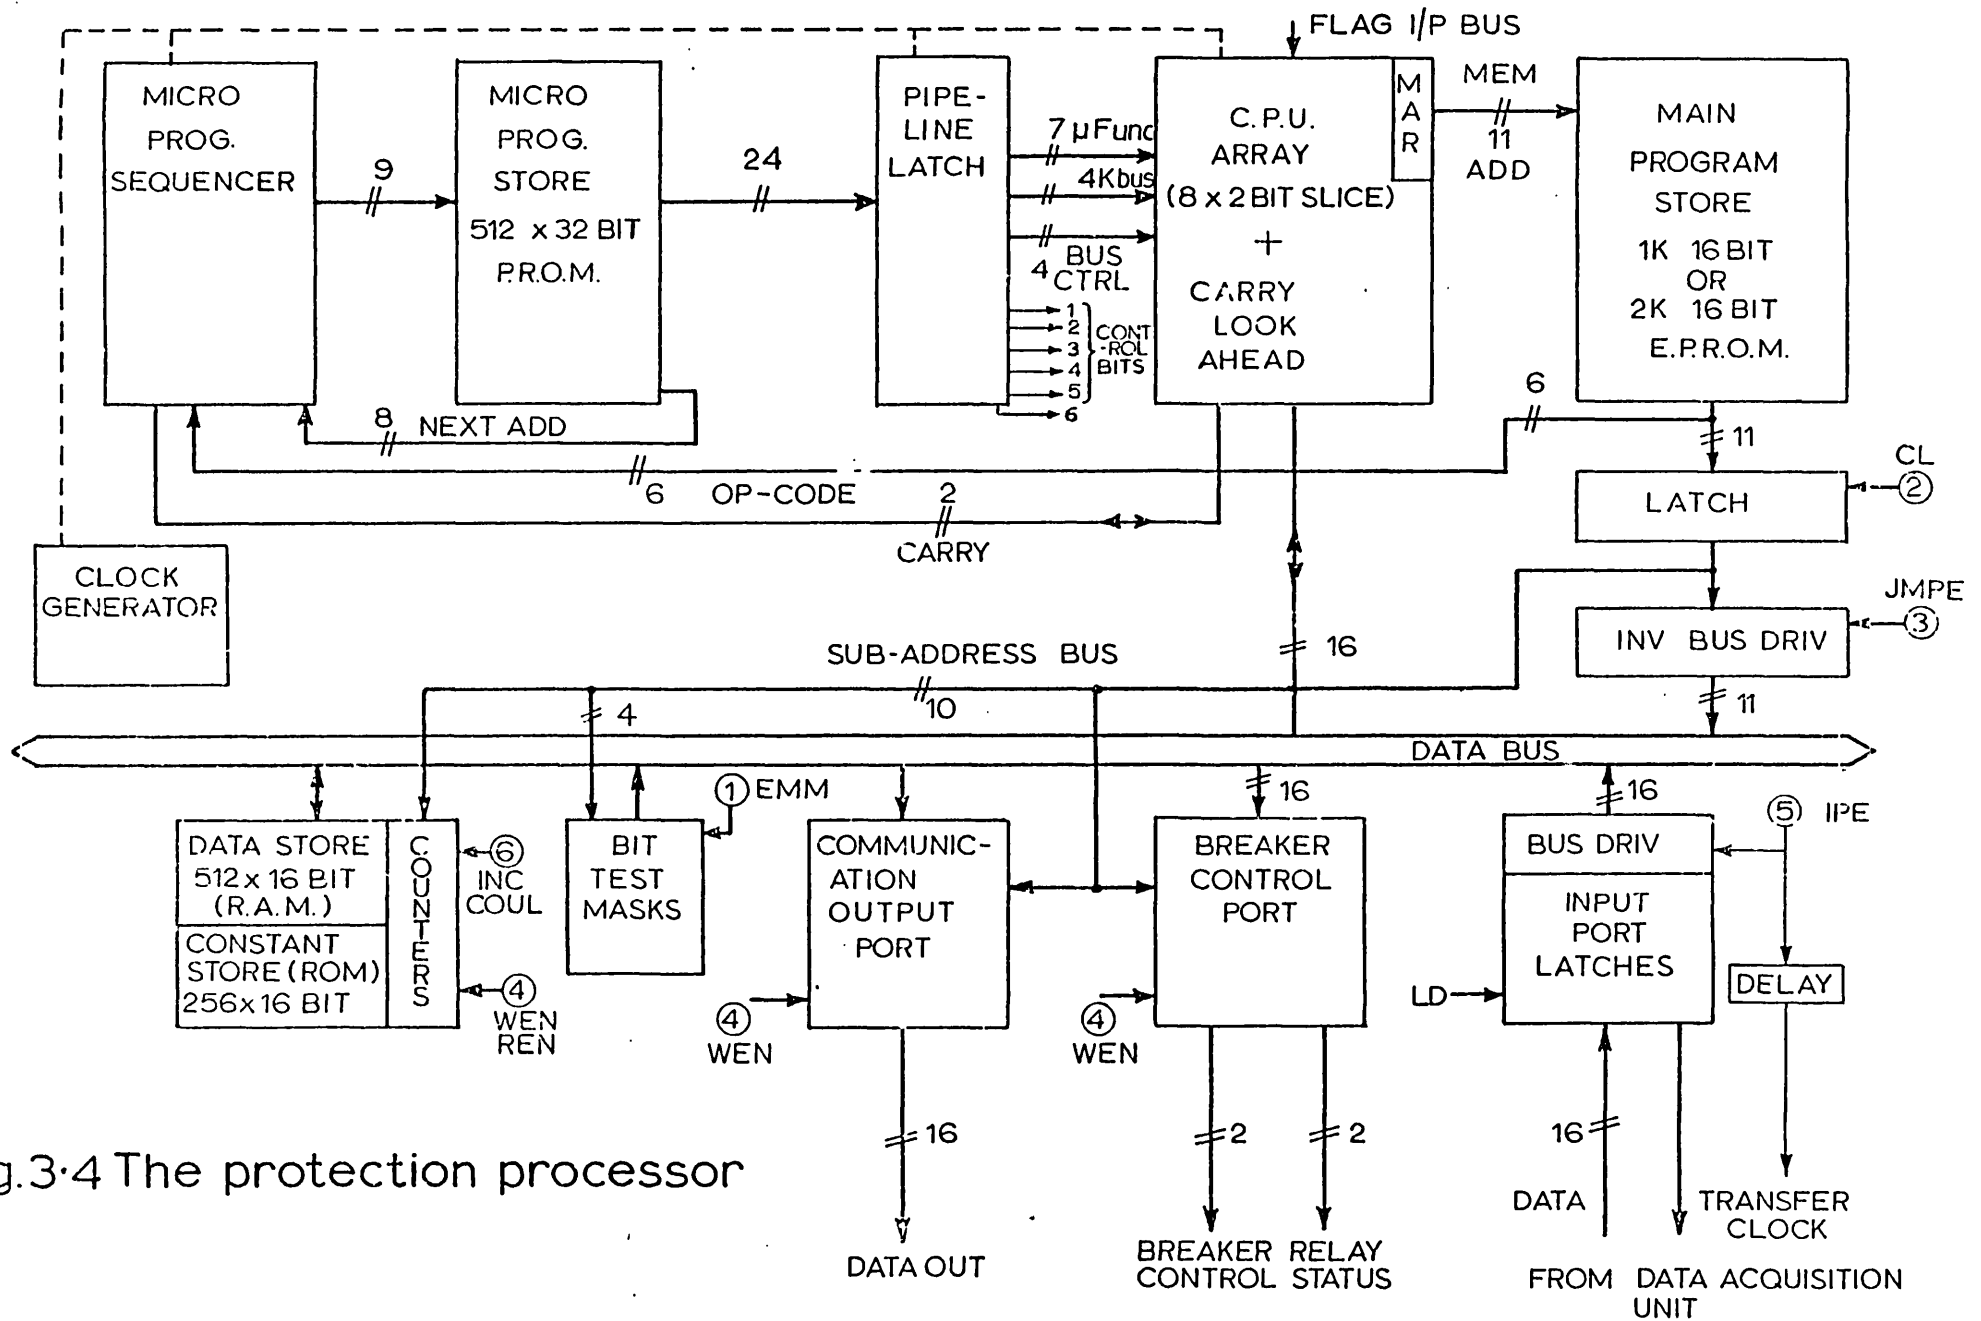 FLAG I/P BUS
MICRO
PROG.
SEQUENCER
9
MICRO
PROG.
STORE
512 x 32 BIT
P.R.O.M.
24
PIPE-
LINE
LATCH
7 µFunc
4Kbus
BUS
4 CTRL
1
2
3
4
5
6
CONT
-ROL
BITS
C.P.U.
ARRAY
(8 x 2 BIT SLICE)
+
CARRY
LOOK
AHEAD
M
A
R
MEM
11
ADD
MAIN
PROGRAM
STORE
1K 16 BIT
OR
2K 16 BIT
E.P.R.O.M.
8 NEXT ADD
6
11
6 OP-CODE
2
CARRY
CL
2
LATCH
CLOCK
GENERATOR
JMPE
3
INV BUS DRIV
16
SUB-ADDRESS BUS
10
4
11
DATA BUS
1 EMM
16
16
5 IPE
DATA STORE
512 x 16 BIT
(R.A.M.)
CONSTANT
STORE (ROM)
256x 16 BIT
COUNTERS
6
INC
COUL
4
WEN
REN
BIT
TEST
MASKS
COMMUNIC-
ATION
OUTPUT
PORT
4
WEN
BREAKER
CONTROL
PORT
4
WEN
BUS DRIV
INPUT
PORT
LATCHES
LD
DELAY
16
2
2
16
g.3·4 The protection processor
DATA OUT
BREAKER RELAY
CONTROL STATUS
DATA
TRANSFER
CLOCK
FROM DATA ACQUISITION
UNIT